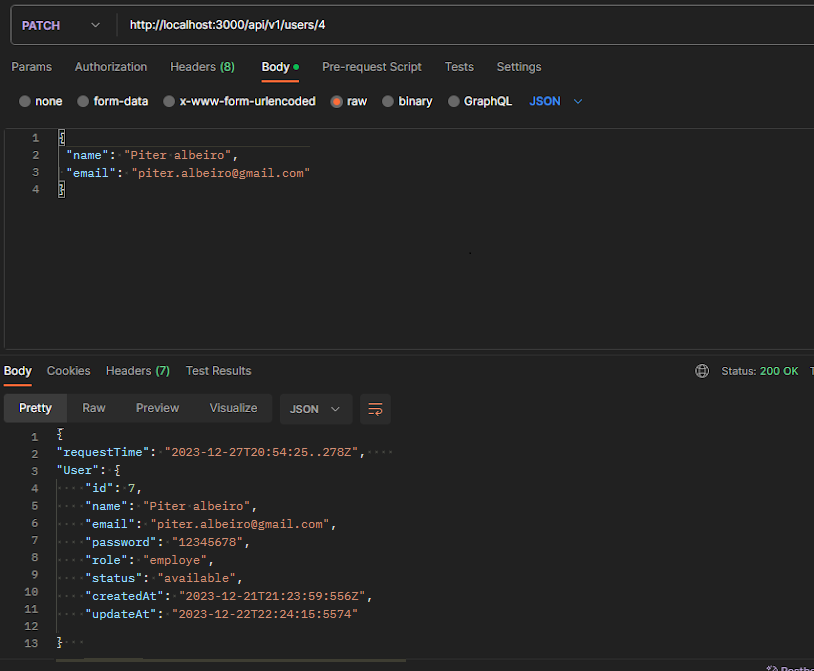 PATCH http://localhost:3000/api/v1/users/4
Params Authorization Headers (8) Body Pre-request Script Tests Settings
none form-data x-www-form-urlencoded raw binary GraphQL JSON
1 {
2 "name": "Piter albeiro",
3 "email": "piter.albeiro@gmail.com"
4 }
Body Cookies Headers (7) Test Results Status: 200 OK
Pretty Raw Preview Visualize JSON
1 {
2 "requestTime": "2023-12-27T20:54:25..278Z",
3 "User": {
4 "id": 7,
5 "name": "Piter albeiro",
6 "email": "piter.albeiro@gmail.com",
7 "password": "12345678",
8 "role": "employe",
9 "status": "available",
10 "createdAt": "2023-12-21T21:23:59:556Z",
11 "updateAt": "2023-12-22T22:24:15:5574"
12
13 }